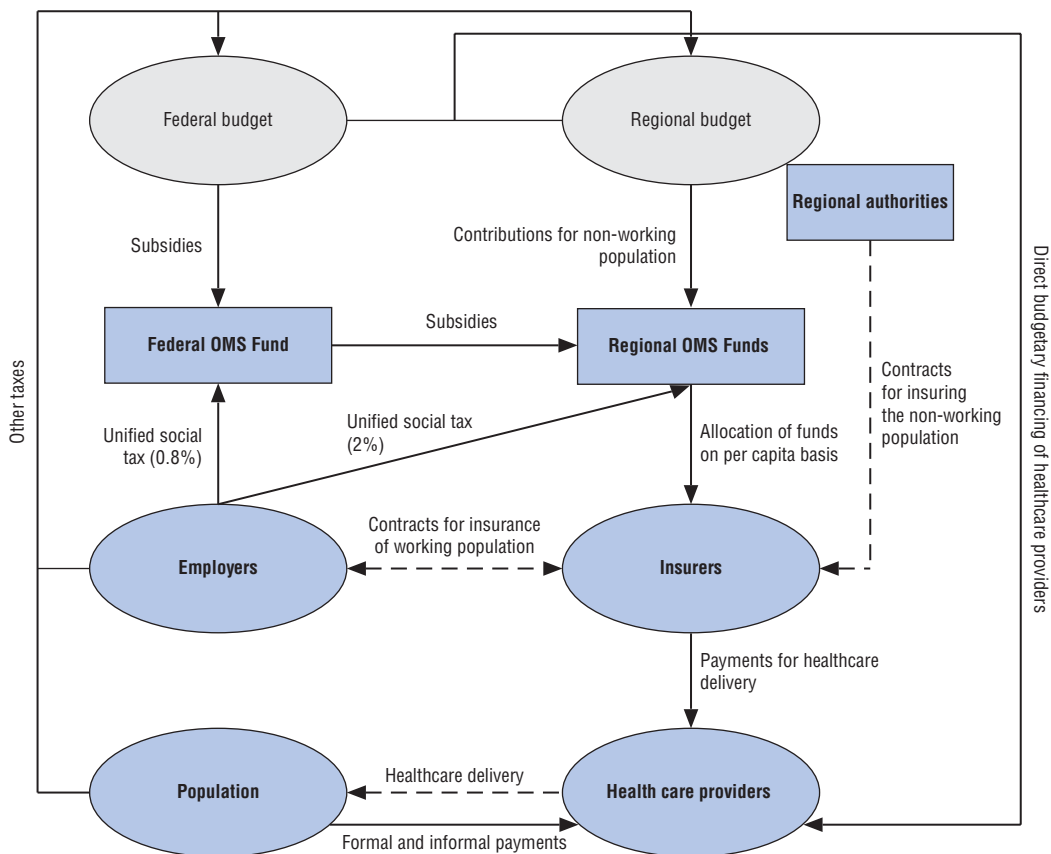 Federal budget
Regional budget
Regional authorities
Subsidies
Contributions for non-working
population
Federal OMS Fund
Subsidies
Regional OMS Funds
Other taxes
Direct budgetary financing of healthcare providers
Contracts
for insuring
the non-working
population
Unified social
tax (0.8%)
Unified social tax
(2%)
Allocation of funds
on per capita basis
Employers
Contracts for insurance
of working population
Insurers
Payments for healthcare
delivery
Population
Healthcare delivery
Health care providers
Formal and informal payments